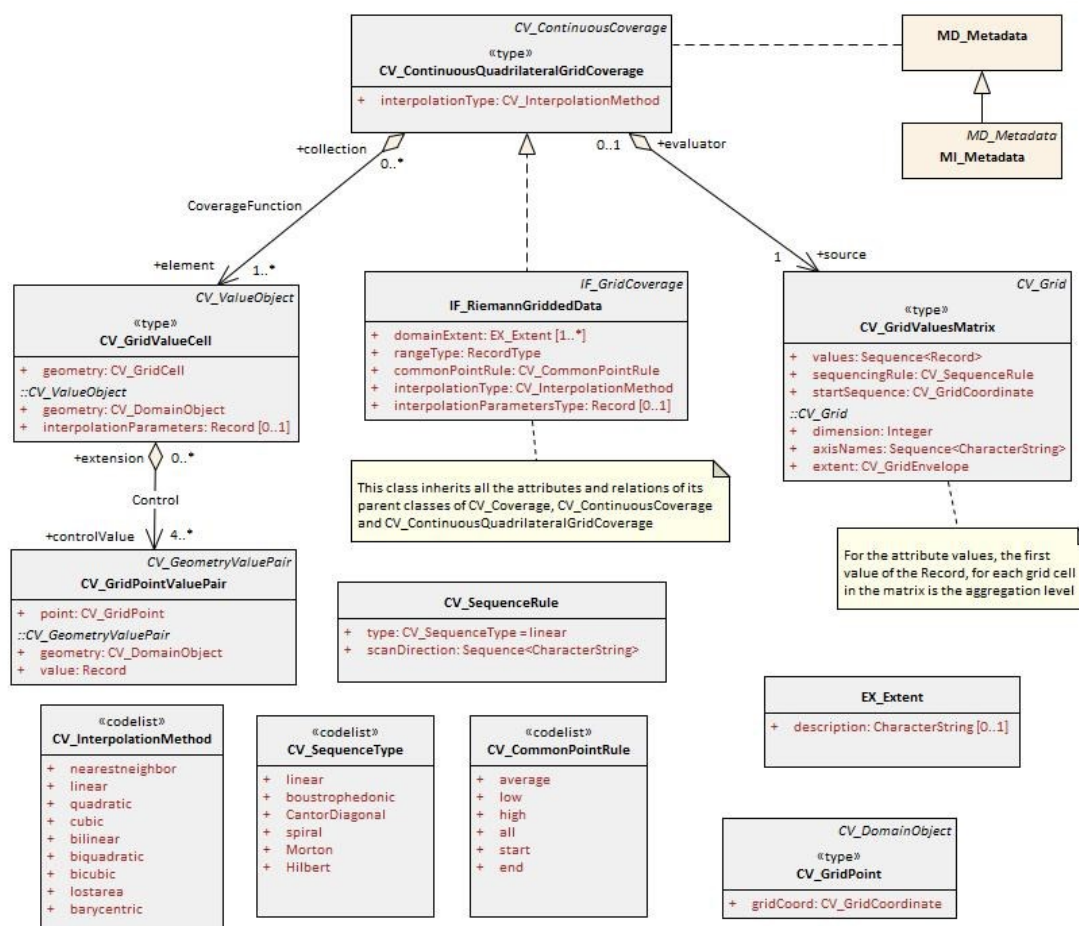 CV_ContinuousCoverage
«type»
CV_ContinuousQuadrilateralGridCoverage
+ interpolationType: CV_InterpolationMethod
MD_Metadata
MD_Metadata
MI_Metadata
+collection
0..*
0..1
+evaluator
CoverageFunction
+element
1..*
1
+source
CV_ValueObject
«type»
CV_GridValueCell
+ geometry: CV_GridCell
::CV_ValueObject
+ geometry: CV_DomainObject
+ interpolationParameters: Record [0..1]
IF_GridCoverage
IF_RiemannGriddedData
+ domainExtent: EX_Extent [1..*]
+ rangeType: RecordType
+ commonPointRule: CV_CommonPointRule
+ interpolationType: CV_InterpolationMethod
+ interpolationParametersType: Record [0..1]
CV_Grid
«type»
CV_GridValuesMatrix
+ values: Sequence<Record>
+ sequencingRule: CV_SequenceRule
+ startSequence: CV_GridCoordinate
::CV_Grid
+ dimension: Integer
+ axisNames: Sequence<CharacterString>
+ extent: CV_GridEnvelope
+extension
0..*
Control
+controlValue
4..*
This class inherits all the attributes and relations of its
parent classes of CV_Coverage, CV_ContinuousCoverage
and CV_ContinuousQuadrilateralGridCoverage
For the attribute values, the first
value of the Record, for each grid cell
in the matrix is the aggregation level
CV_GeometryValuePair
CV_GridPointValuePair
+ point: CV_GridPoint
::CV_GeometryValuePair
+ geometry: CV_DomainObject
+ value: Record
CV_SequenceRule
+ type: CV_SequenceType = linear
+ scanDirection: Sequence<CharacterString>
EX_Extent
+ description: CharacterString [0..1]
«codelist»
CV_InterpolationMethod
+ nearestneighbor
+ linear
+ quadratic
+ cubic
+ bilinear
+ biquadratic
+ bicubic
+ lostarea
+ barycentric
«codelist»
CV_SequenceType
+ linear
+ boustrophedonic
+ CantorDiagonal
+ spiral
+ Morton
+ Hilbert
«codelist»
CV_CommonPointRule
+ average
+ low
+ high
+ all
+ start
+ end
CV_DomainObject
«type»
CV_GridPoint
+ gridCoord: CV_GridCoordinate